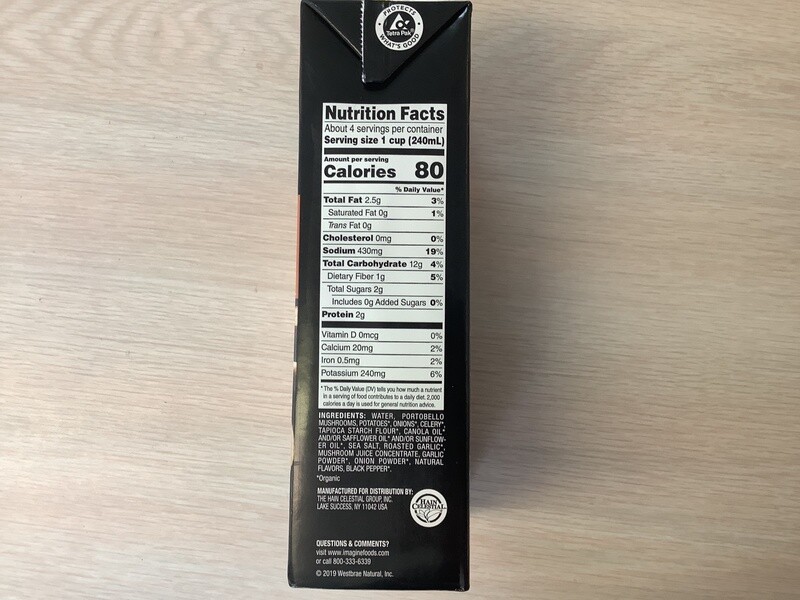 PROTECTS
Tetra Pak®
WHAT'S GOOD
Nutrition Facts
About 4 servings per container
Serving size 1 cup (240mL)
Amount per serving
Calories 80
% Daily Value*
Total Fat 2.5g 3%
Saturated Fat 0g 1%
Trans Fat 0g
Cholesterol 0mg 0%
Sodium 430mg 19%
Total Carbohydrate 12g 4%
Dietary Fiber 1g 5%
Total Sugars 2g
Includes 0g Added Sugars 0%
Protein 2g
Vitamin D 0mcg 0%
Calcium 20mg 2%
Iron 0.5mg 2%
Potassium 240mg 6%
* The % Daily Value (DV) tells you how much a nutrient
in a serving of food contributes to a daily diet. 2,000
calories a day is used for general nutrition advice.
INGREDIENTS: WATER, PORTOBELLO
MUSHROOMS, POTATOES*, ONIONS*, CELERY*,
TAPIOCA STARCH FLOUR*, CANOLA OIL*
AND/OR SAFFLOWER OIL* AND/OR SUNFLOW-
ER OIL*, SEA SALT, ROASTED GARLIC*,
MUSHROOM JUICE CONCENTRATE, GARLIC
POWDER*, ONION POWDER*, NATURAL
FLAVORS, BLACK PEPPER*.
*Organic
MANUFACTURED FOR DISTRIBUTION BY:
THE HAIN CELESTIAL GROUP, INC.
LAKE SUCCESS, NY 11042 USA
HAIN
CELESTIAL
QUESTIONS & COMMENTS?
visit www.imaginefoods.com
or call 800-333-6339
© 2019 Westbrae Natural, Inc.